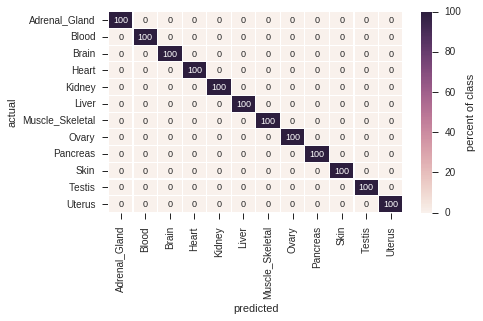 Adrenal_Gland 100 0 0 0 0 0 0 0 0 0 0 0
Blood 0 100 0 0 0 0 0 0 0 0 0 0
Brain 0 0 100 0 0 0 0 0 0 0 0 0
Heart 0 0 0 100 0 0 0 0 0 0 0 0
Kidney 0 0 0 0 100 0 0 0 0 0 0 0
Liver 0 0 0 0 0 100 0 0 0 0 0 0
Muscle_Skeletal 0 0 0 0 0 0 100 0 0 0 0 0
Ovary 0 0 0 0 0 0 0 100 0 0 0 0
Pancreas 0 0 0 0 0 0 0 0 100 0 0 0
Skin 0 0 0 0 0 0 0 0 0 100 0 0
Testis 0 0 0 0 0 0 0 0 0 0 100 0
Uterus 0 0 0 0 0 0 0 0 0 0 0 100
actual
Adrenal_Gland
Blood
Brain
Heart
Kidney
Liver
Muscle_Skeletal
Ovary
Pancreas
Skin
Testis
Uterus
predicted
100
80
60
40
20
0
percent of class